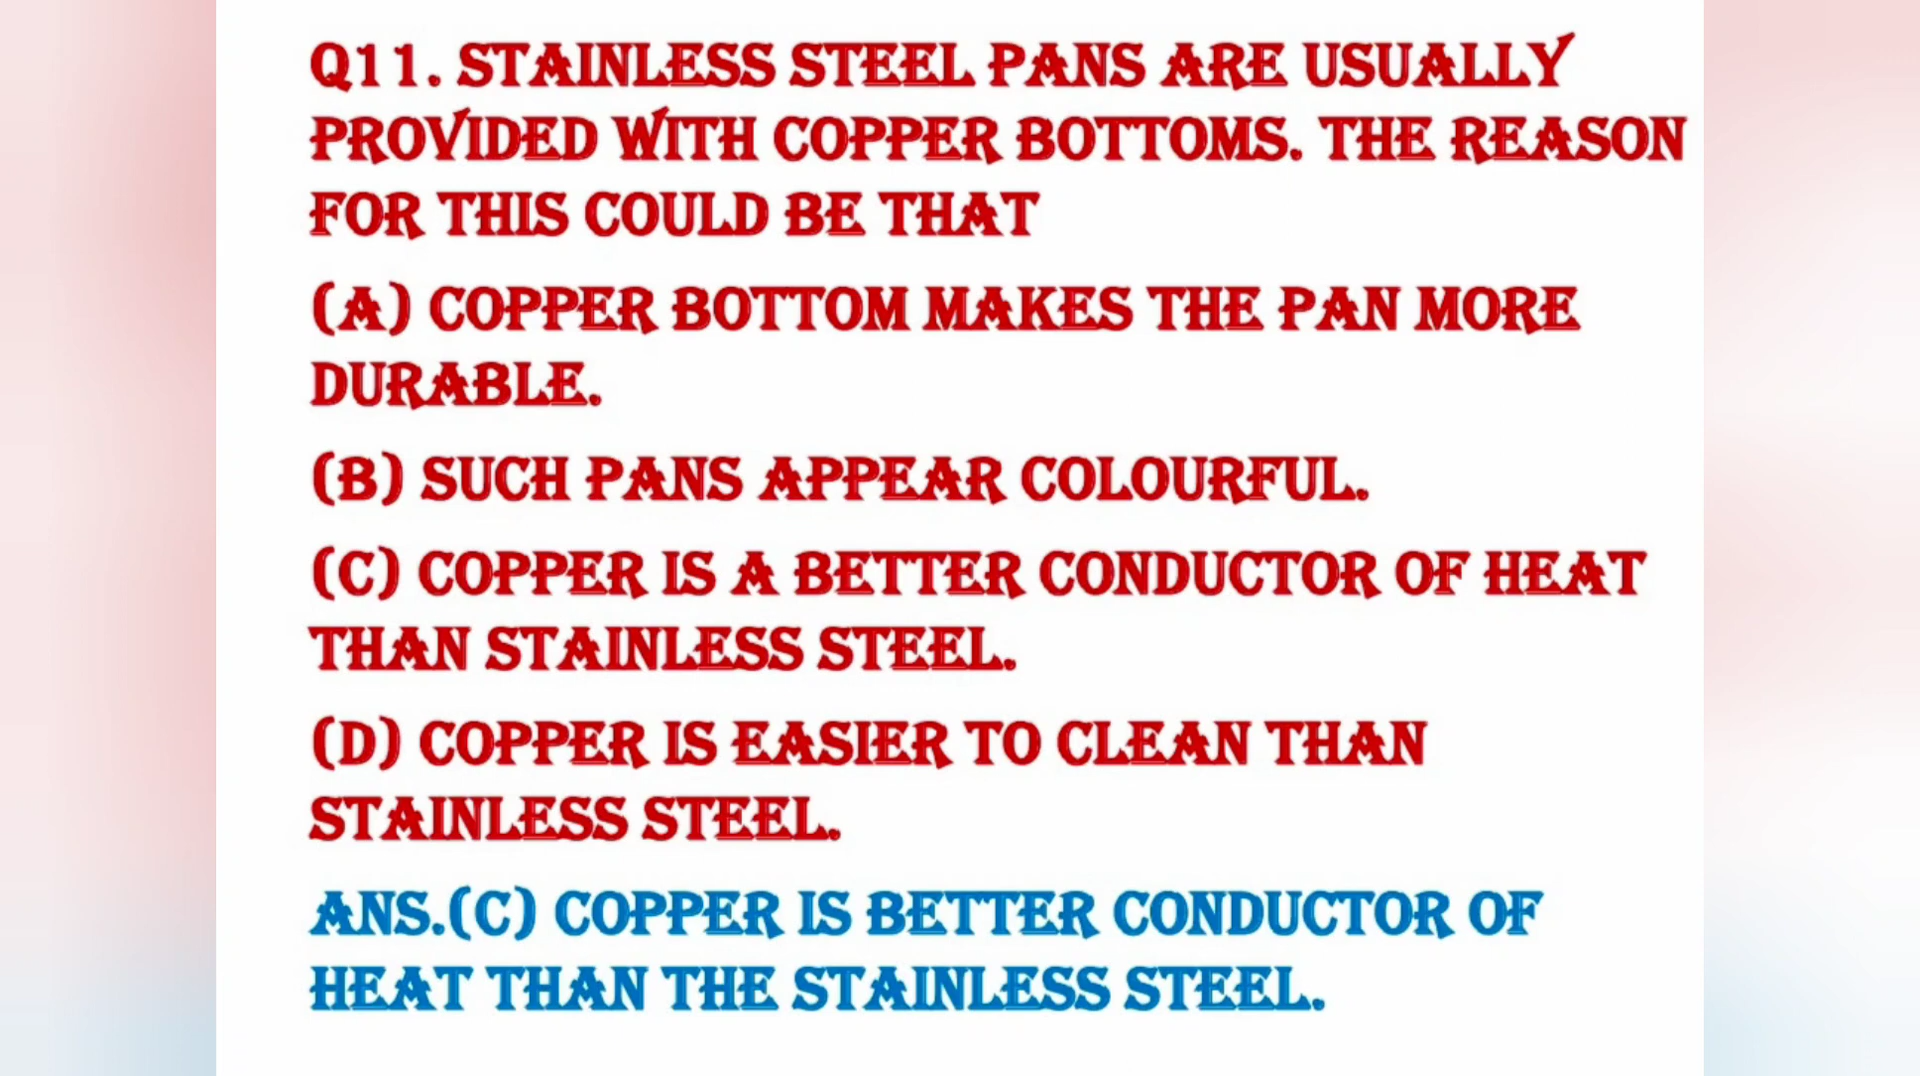 Q11. STAINLESS STEEL PANS ARE USUALLY
PROVIDED WITH COPPER BOTTOMS. THE REASON
FOR THIS COULD BE THAT
(A) COPPER BOTTOM MAKES THE PAN MORE
DURABLE.
(B) SUCH PANS APPEAR COLOURFUL.
(C) COPPER IS A BETTER CONDUCTOR OF HEAT
THAN STAINLESS STEEL.
(D) COPPER IS EASIER TO CLEAN THAN
STAINLESS STEEL.
ANS.(C) COPPER IS BETTER CONDUCTOR OF
HEAT THAN THE STAINLESS STEEL.